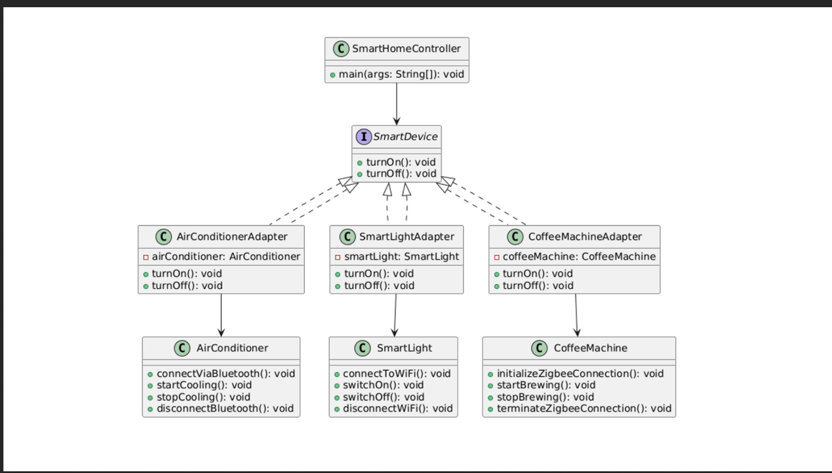 C SmartHomeController
main(args: String[]): void
I SmartDevice
turnOn(): void
turnOff(): void
C AirConditionerAdapter
airConditioner: AirConditioner
turnOn(): void
turnOff(): void
C SmartLightAdapter
smartLight: SmartLight
turnOn(): void
turnOff(): void
C CoffeeMachineAdapter
coffeeMachine: CoffeeMachine
turnOn(): void
turnOff(): void
C AirConditioner
connectViaBluetooth(): void
startCooling(): void
stopCooling(): void
disconnectBluetooth(): void
C SmartLight
connectToWiFi(): void
switchOn(): void
switchOff(): void
disconnectWiFi(): void
C CoffeeMachine
initializeZigbeeConnection(): void
startBrewing(): void
stopBrewing(): void
terminateZigbeeConnection(): void